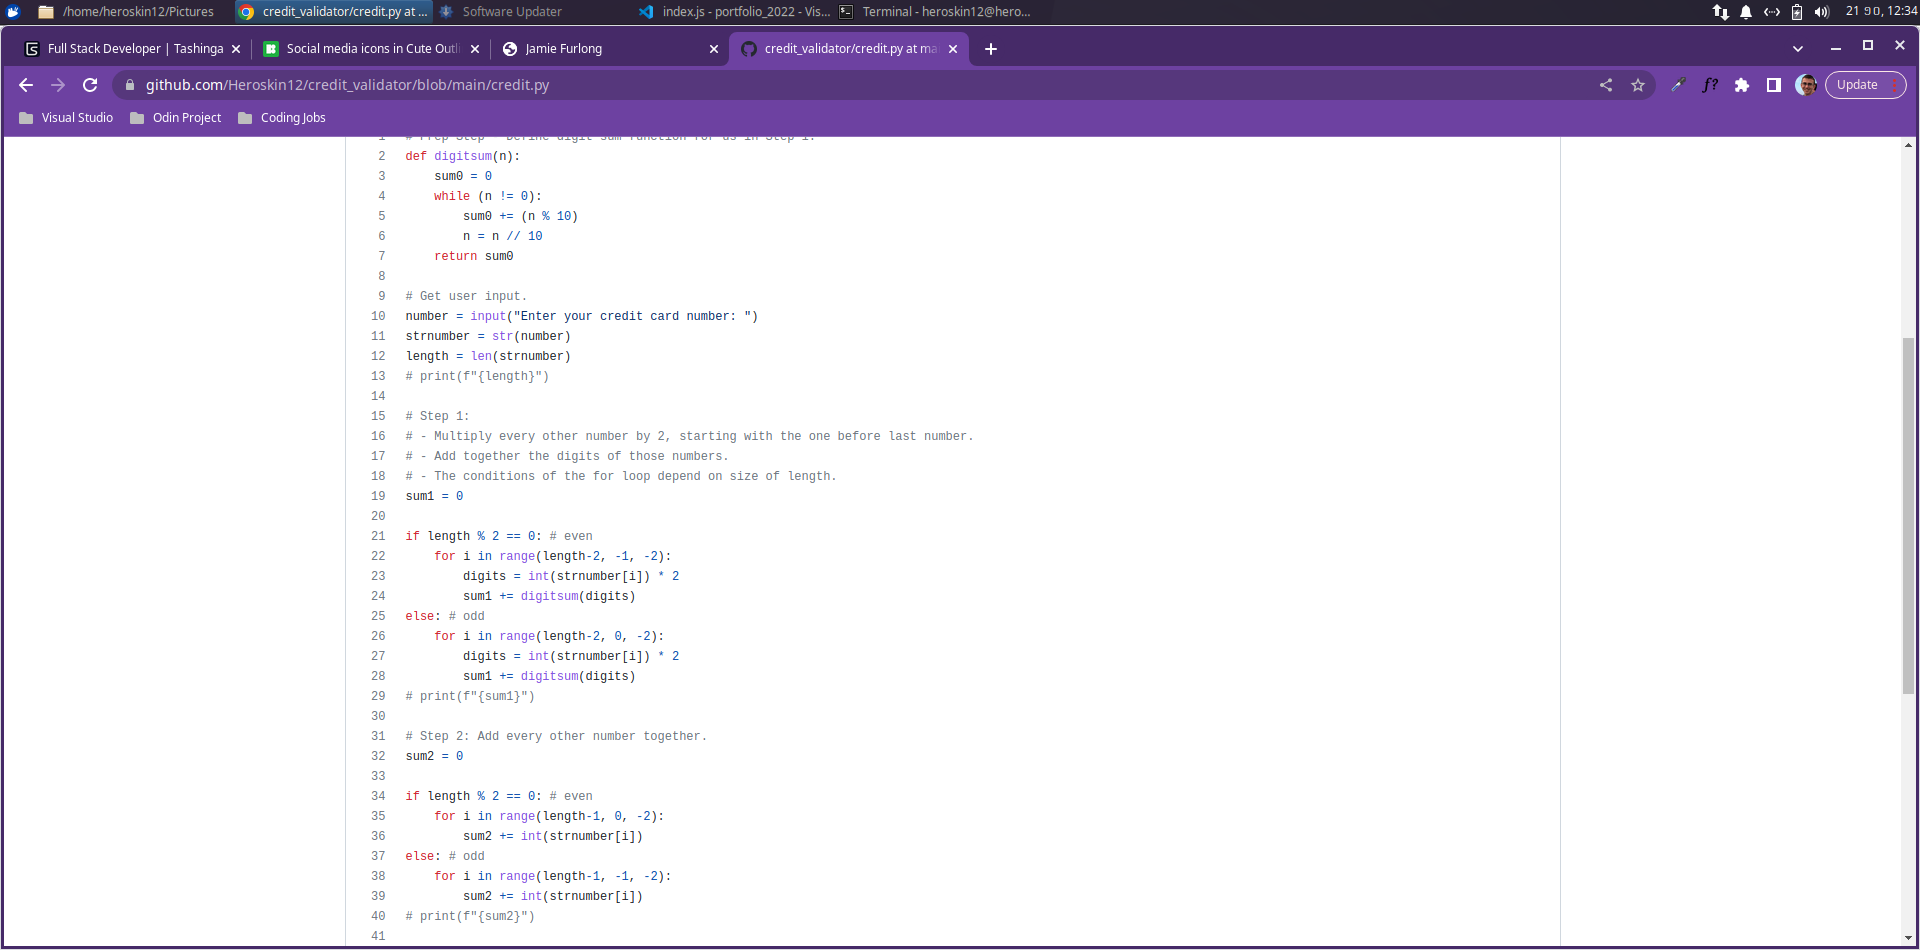 /home/heroskin12/Pictures
credit_validator/credit.py at ...
Software Updater
index.js - portfolio_2022 - Vis...
Terminal - heroskin12@hero...
12:34
Full Stack Developer | Tashinga
Social media icons in Cute Outl
Jamie Furlong
credit_validator/credit.py at ma
github.com/Heroskin12/credit_validator/blob/main/credit.py
f?
Update
Visual Studio
Odin Project
Coding Jobs
1 # Prep Step - Define digit sum function for us in Step 1.
2 def digitsum(n):
3     sum0 = 0
4     while (n != 0):
5         sum0 += (n % 10)
6         n = n // 10
7     return sum0
8
9 # Get user input.
10 number = input("Enter your credit card number: ")
11 strnumber = str(number)
12 length = len(strnumber)
13 # print(f"{length}")
14
15 # Step 1:
16 # - Multiply every other number by 2, starting with the one before last number.
17 # - Add together the digits of those numbers.
18 # - The conditions of the for loop depend on size of length.
19 sum1 = 0
20
21 if length % 2 == 0: # even
22     for i in range(length-2, -1, -2):
23         digits = int(strnumber[i]) * 2
24         sum1 += digitsum(digits)
25 else: # odd
26     for i in range(length-2, 0, -2):
27         digits = int(strnumber[i]) * 2
28         sum1 += digitsum(digits)
29 # print(f"{sum1}")
30
31 # Step 2: Add every other number together.
32 sum2 = 0
33
34 if length % 2 == 0: # even
35     for i in range(length-1, 0, -2):
36         sum2 += int(strnumber[i])
37 else: # odd
38     for i in range(length-1, -1, -2):
39         sum2 += int(strnumber[i])
40 # print(f"{sum2}")
41